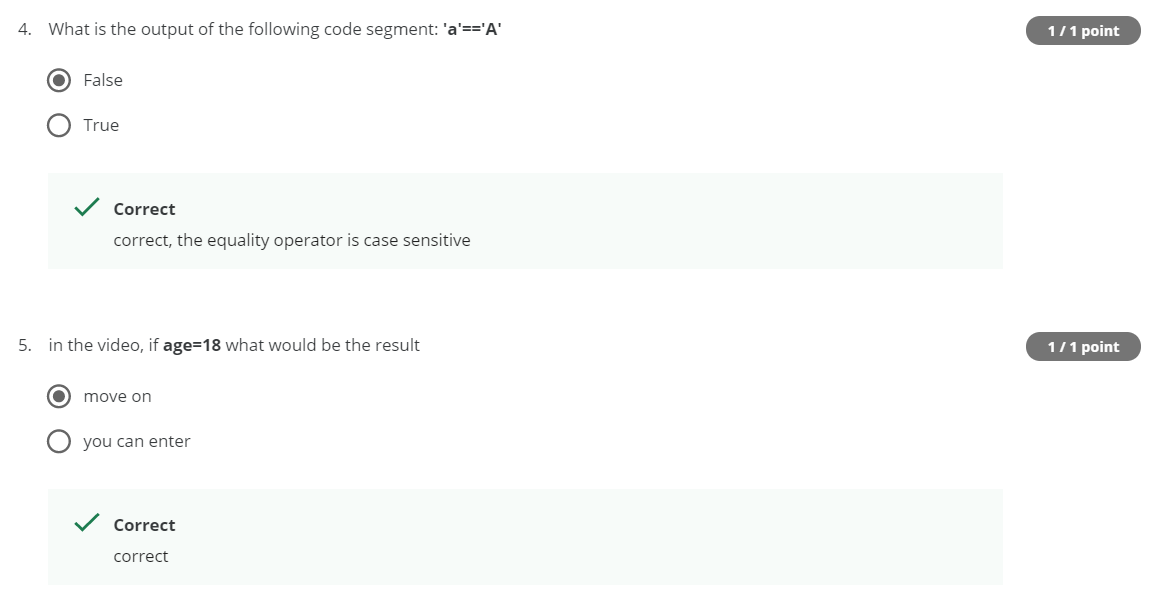 4. What is the output of the following code segment: 'a'=='A'
1 / 1 point
False
True
Correct
correct, the equality operator is case sensitive
5. in the video, if age=18 what would be the result
1 / 1 point
move on
you can enter
Correct
correct